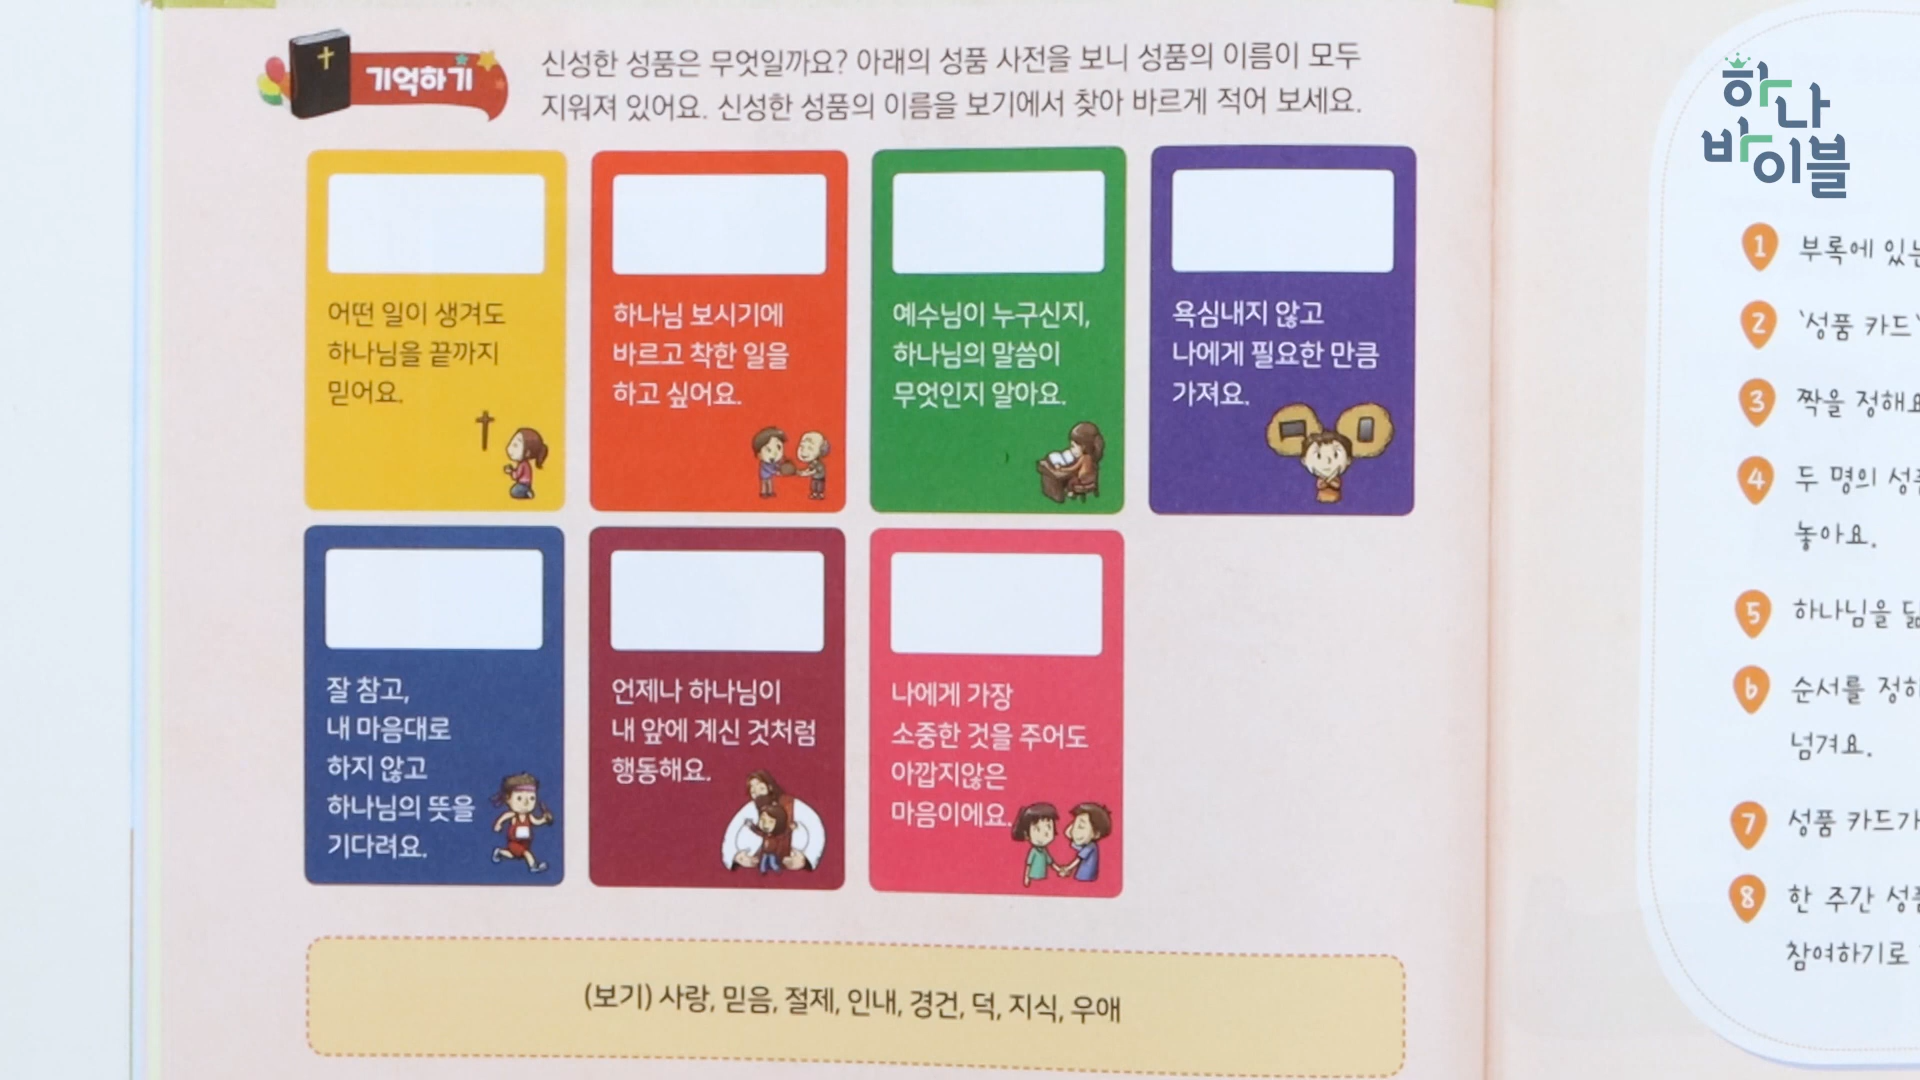 기억하기
신성한 성품은 무엇일까요? 아래의 성품 사전을 보니 성품의 이름이 모두
지워져 있어요. 신성한 성품의 이름을 보기에서 찾아 바르게 적어 보세요.
어떤 일이 생겨도
하나님을 끝까지
믿어요.
하나님 보시기에
바르고 착한 일을
하고 싶어요.
예수님이 누구신지,
하나님의 말씀이
무엇인지 알아요.
욕심내지 않고
나에게 필요한 만큼
가져요.
잘 참고,
내 마음대로
하지 않고
하나님의 뜻을
기다려요.
언제나 하나님이
내 앞에 계신 것처럼
행동해요.
나에게 가장
소중한 것을 주어도
아깝지않은
마음이에요.
(보기) 사랑, 믿음, 절제, 인내, 경건, 덕, 지식, 우애
하나
바이블
1 부록에
2 '성품 카드'
3 짝을
4 두 명의
놓아요.
5 하나님을
6 순서를
넘겨요.
7 성품 카드가
8 한 주간
참여하기로